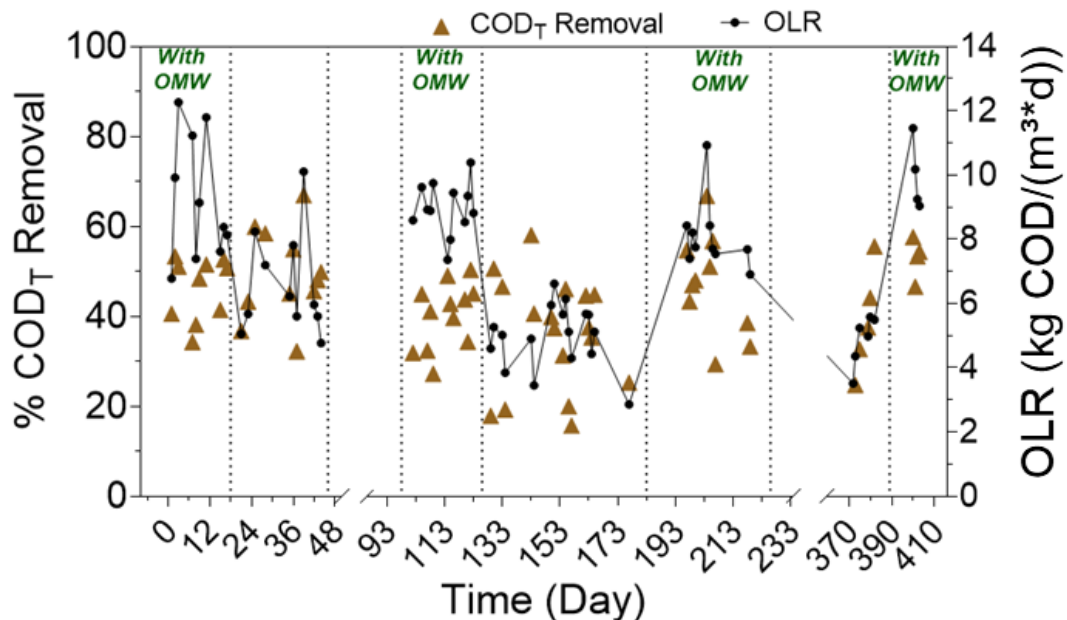 COD_T Removal OLR
100 14
With With With With
OMW OMW OMW OMW
12
80
10
60 8
6
40
4
20
2
0 0
0 12 24 36 48 93 113 133 153 173 193 213 233 370 390 410
% COD_T Removal
OLR (kg COD/(m³*d)
Time (Day)